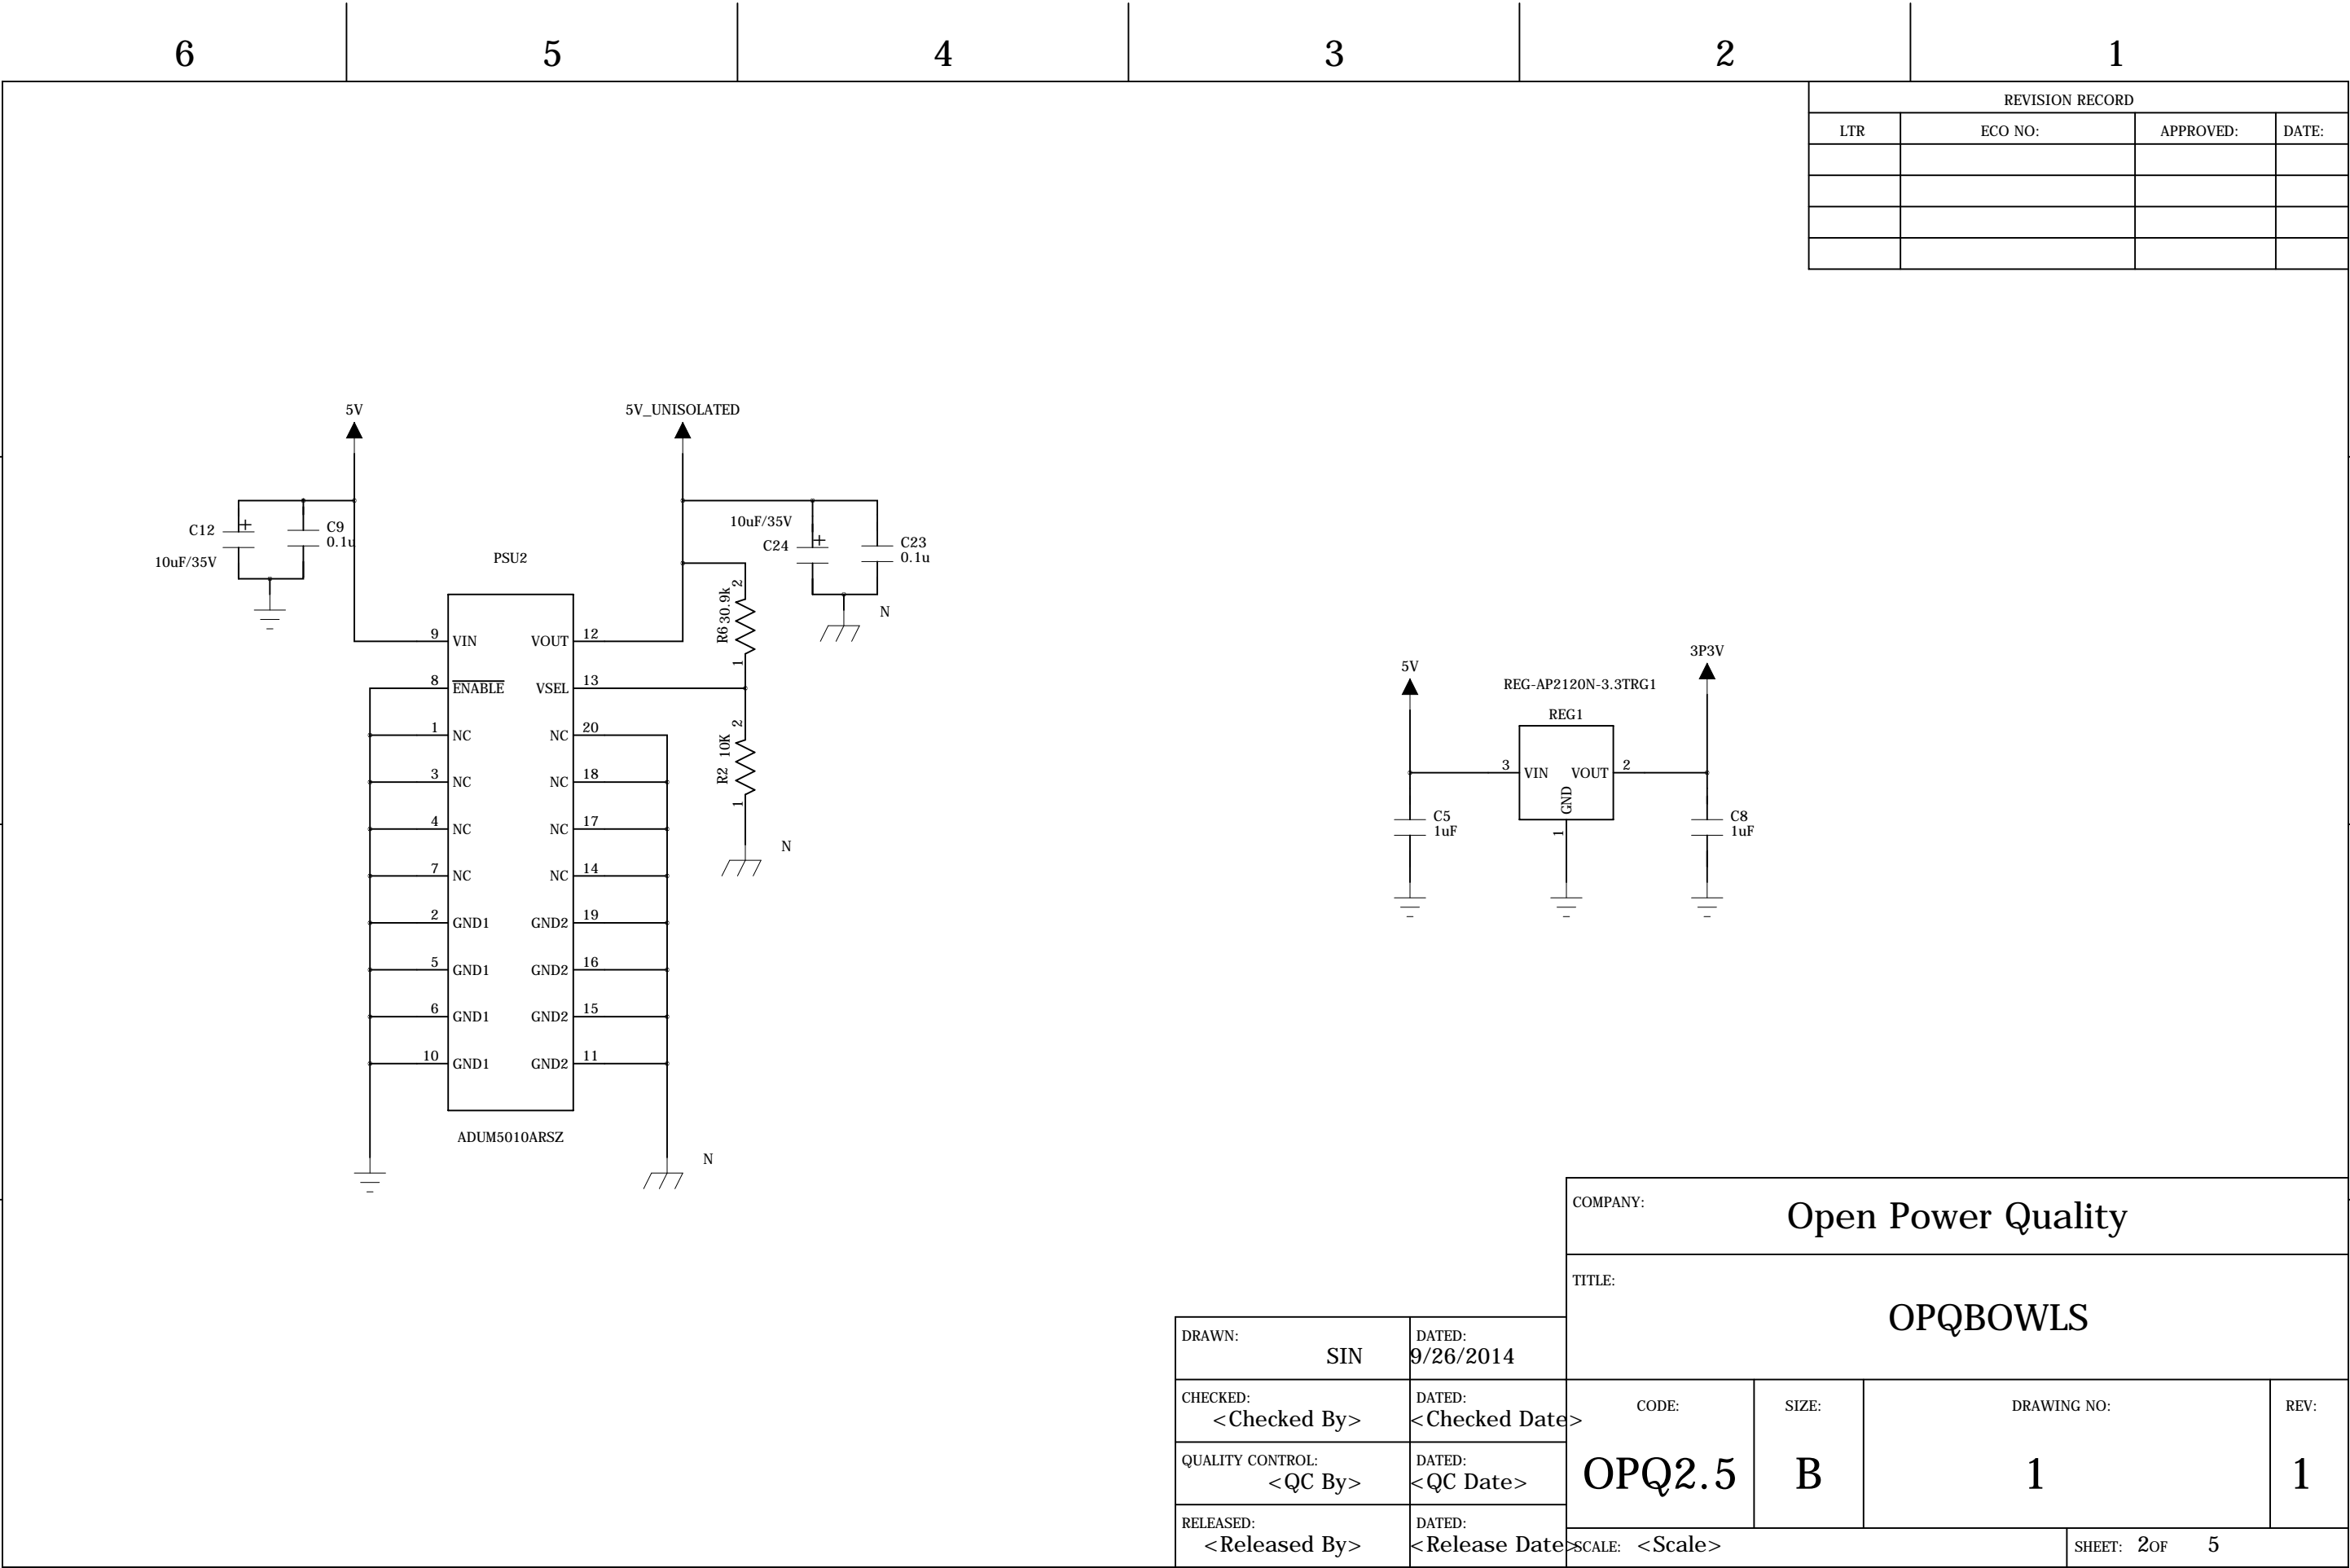 6 5 4 3 2 1
REVISION RECORD
LTR ECO NO: APPROVED: DATE:
5V
5V_UNISOLATED
C12 +
10uF/35V
C9
0.1u
10uF/35V
C24 +
C23
0.1u
N
PSU2
R6 30.9k
2
1
9 VIN VOUT 12
8 ENABLE VSEL 13
1 NC NC 20
3 NC NC 18
4 NC NC 17
7 NC NC 14
2 GND1 GND2 19
5 GND1 GND2 16
6 GND1 GND2 15
10 GND1 GND2 11
R2 10K
2
1
N
ADUM5010ARSZ
N
5V
3P3V
REG-AP2120N-3.3TRG1
REG1
3 VIN VOUT 2
GND
1
C5
1uF
C8
1uF
COMPANY:
Open Power Quality
TITLE:
OPQBOWLS
DRAWN: DATED:
SIN 9/26/2014
CHECKED: DATED:
<Checked By> <Checked Date>
QUALITY CONTROL: DATED:
<QC By> <QC Date>
RELEASED: DATED:
<Released By> <Release Date>
CODE: SIZE: DRAWING NO: REV:
OPQ2.5 B 1 1
SCALE: <Scale> SHEET: 2OF 5